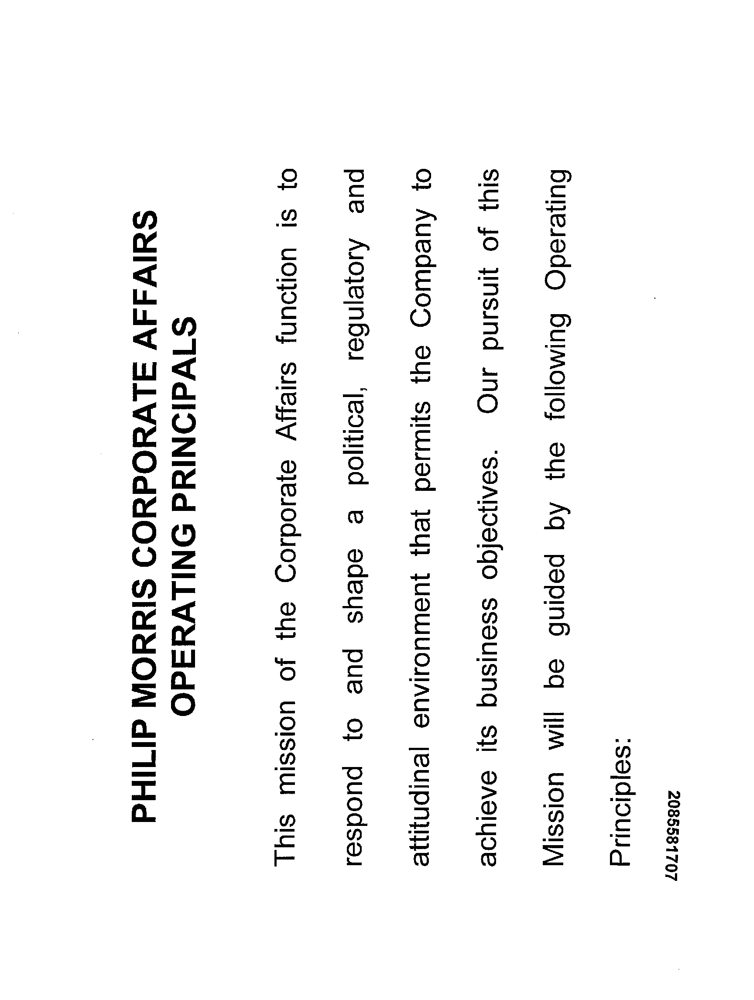 PHILIP MORRIS CORPORATE AFFAIRS
OPERATING PRINCIPALS
This mission of the Corporate Affairs function is to
respond to and shape a political, regulatory and
attitudinal environment that permits the Company to
achieve its business objectives. Our pursuit of this
Mission will be guided by the following Operating
Principles:
2085581707